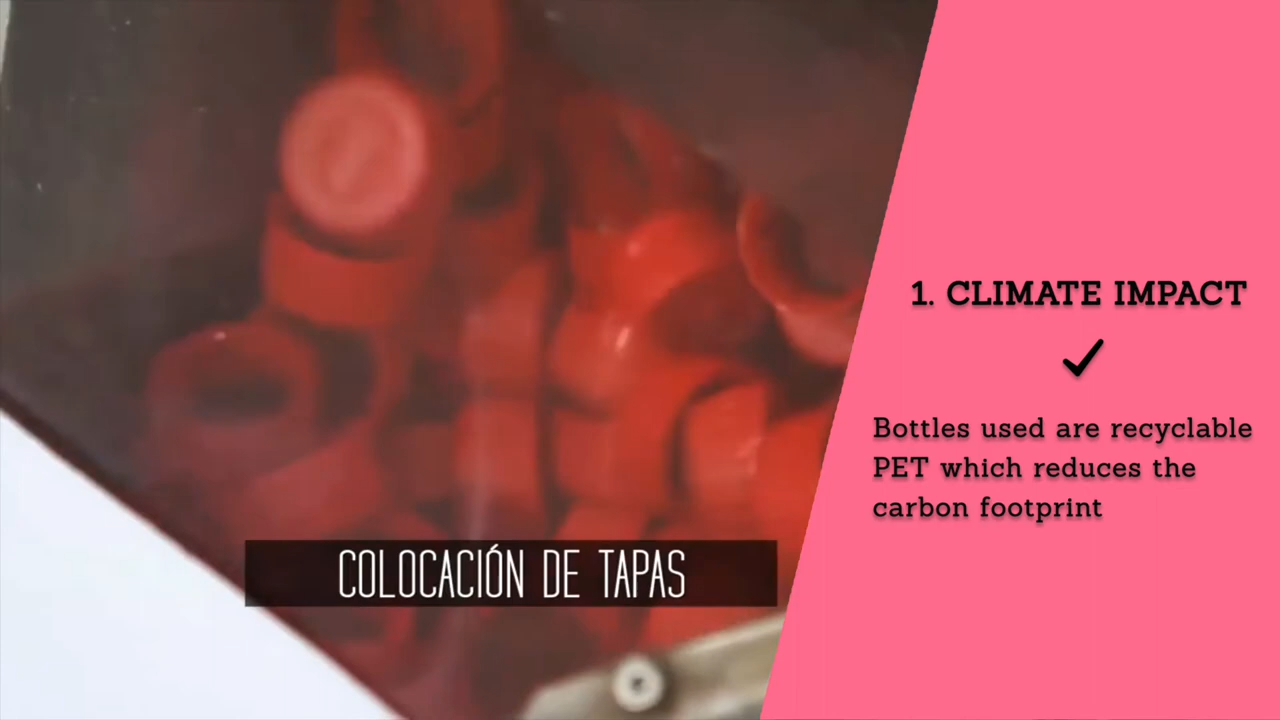 COLOCACIÓN DE TAPAS
1. CLIMATE IMPACT
Bottles used are recyclable
PET which reduces the
carbon footprint